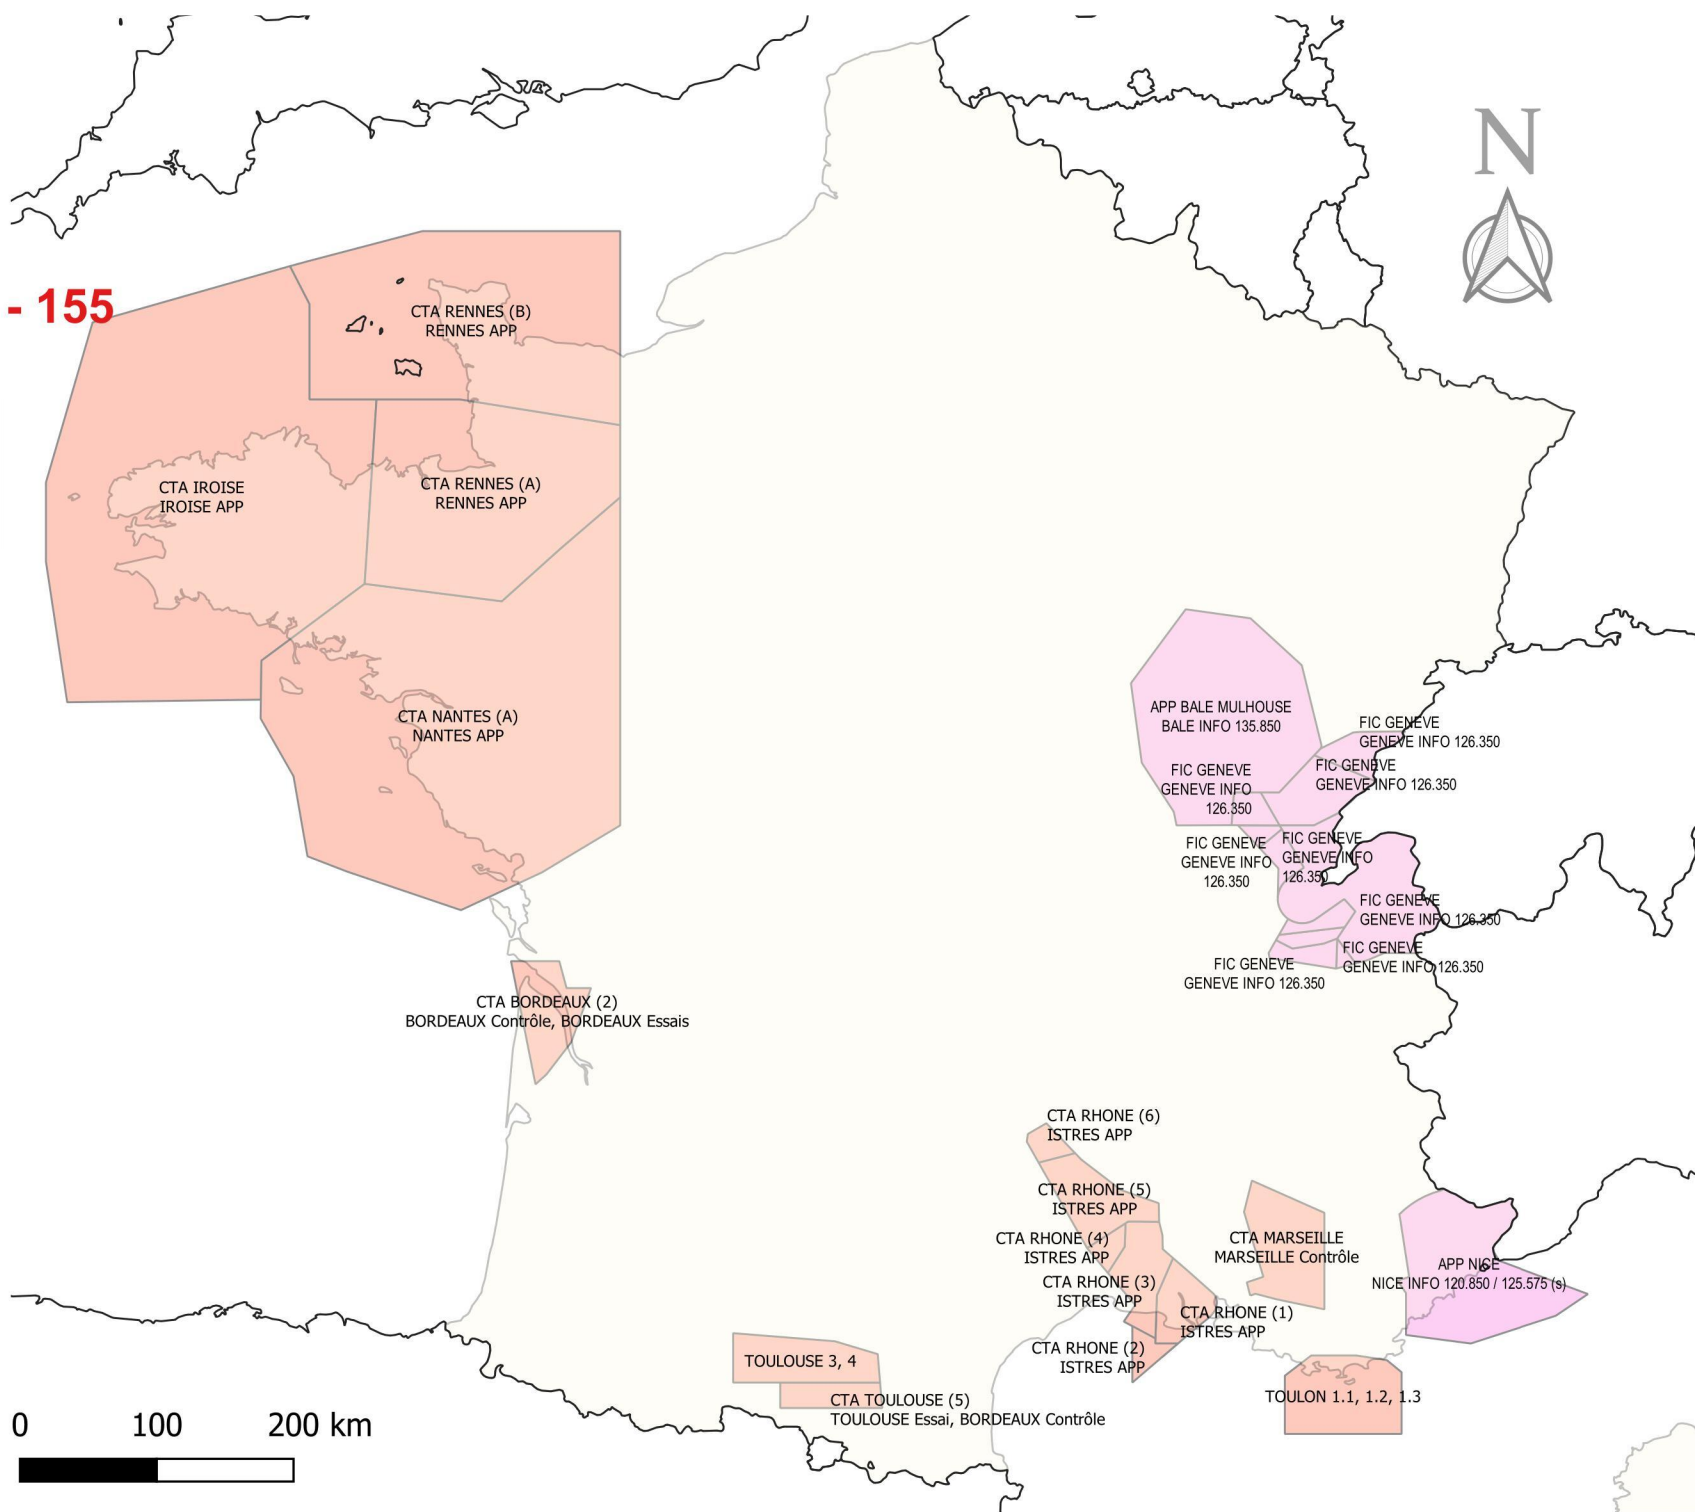 N
- 155
CTA RENNES (B)
RENNES APP
CTA IROISE
IROISE APP
CTA RENNES (A)
RENNES APP
CTA NANTES (A)
NANTES APP
APP BALE MULHOUSE
BALE INFO 135.850
FIC GENEVE
GENEVE INFO 126.350
FIC GENEVE
GENEVE INFO 126.350
FIC GENEVE
GENEVE INFO
126.350
FIC GENEVE
GENEVE INFO
126.350
FIC GENEVE
GENEVE INFO
126.350
FIC GENEVE
GENEVE INFO 126.350
FIC GENEVE
GENEVE INFO 126.350
FIC GENEVE
GENEVE INFO 126.350
CTA BORDEAUX (2)
BORDEAUX Contrôle, BORDEAUX Essais
CTA RHONE (6)
ISTRES APP
CTA RHONE (5)
ISTRES APP
CTA RHONE (4)
ISTRES APP
CTA MARSEILLE
MARSEILLE Contrôle
APP NICE
NICE INFO 120.850 / 125.575 (s)
CTA RHONE (3)
ISTRES APP
CTA RHONE (1)
ISTRES APP
CTA RHONE (2)
ISTRES APP
TOULOUSE 3, 4
CTA TOULOUSE (5)
TOULOUSE Essai, BORDEAUX Contrôle
TOULON 1.1, 1.2, 1.3
0 100 200 km